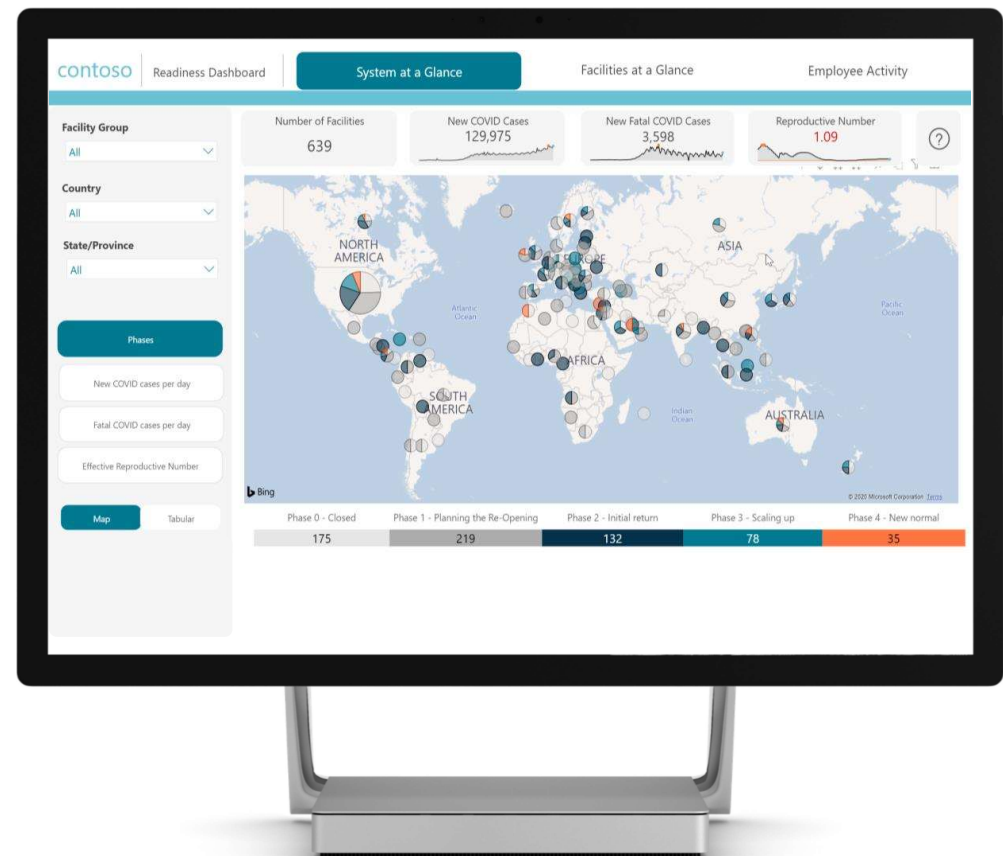 contoso
Readiness Dashboard
System at a Glance
Facilities at a Glance
Employee Activity
Facility Group
All
Country
All
State/Province
All
Phases
New COVID cases per day
Fatal COVID cases per day
Effective Reproductive Number
Map
Tabular
Number of Facilities
639
New COVID Cases
129,975
New Fatal COVID Cases
3,598
Reproductive Number
1.09
?
NORTH
AMERICA
EUROPE
ASIA
Atlantic
Ocean
Pacific
Ocean
AFRICA
SOUTH
AMERICA
Indian
Ocean
AUSTRALIA
Bing
© 2020 Microsoft Corporation Terms
Phase 0 - Closed
Phase 1 - Planning the Re-Opening
Phase 2 - Initial return
Phase 3 - Scaling up
Phase 4 - New normal
175
219
132
78
35